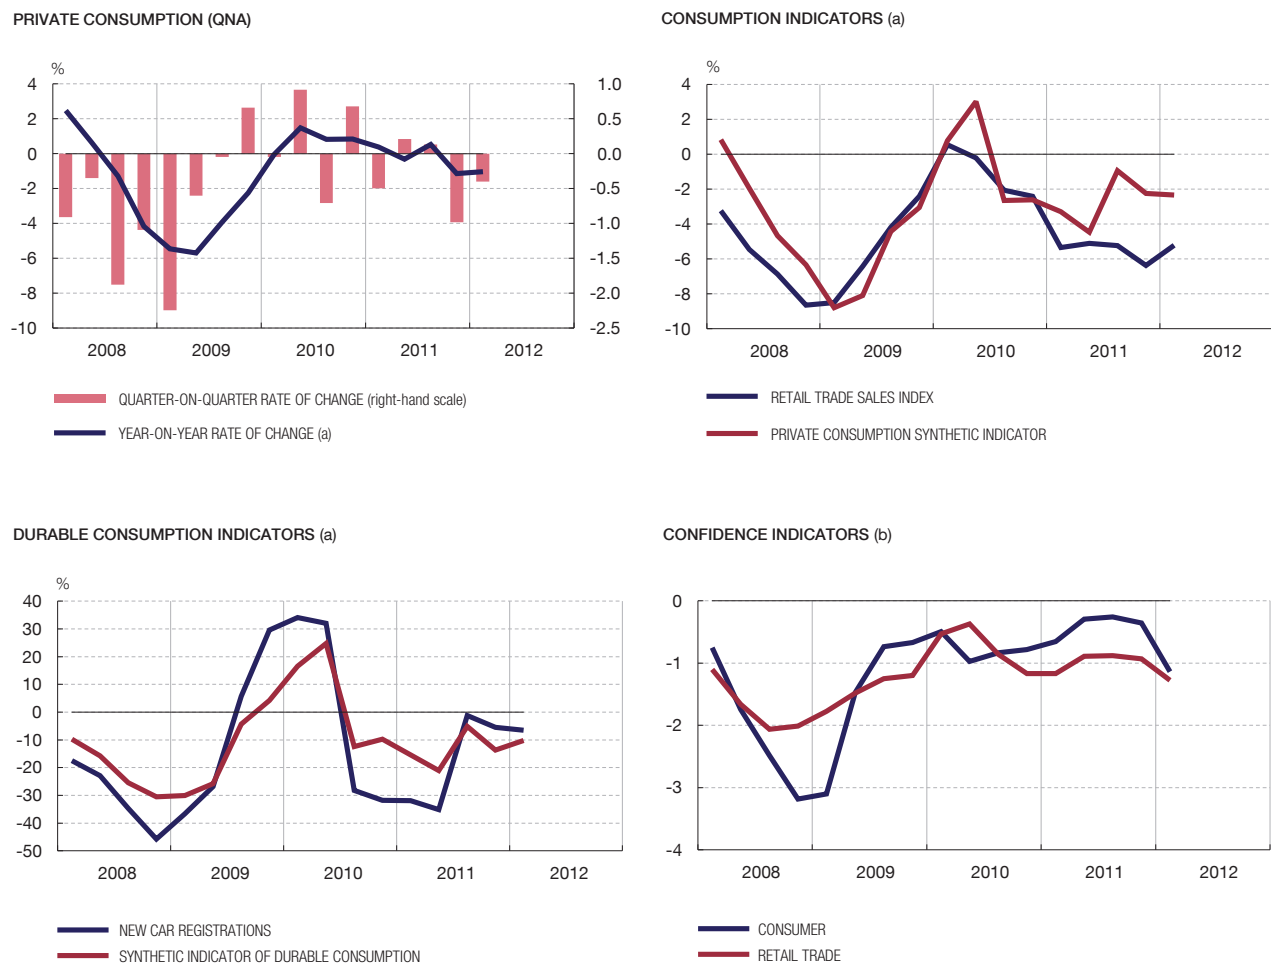 PRIVATE CONSUMPTION (QNA)
%
4
2
0
-2
-4
-6
-8
-10
1.0
0.5
0.0
-0.5
-1.0
-1.5
-2.0
-2.5
2008 2009 2010 2011 2012
QUARTER-ON-QUARTER RATE OF CHANGE (right-hand scale)
YEAR-ON-YEAR RATE OF CHANGE (a)
CONSUMPTION INDICATORS (a)
%
4
2
0
-2
-4
-6
-8
-10
2008 2009 2010 2011 2012
RETAIL TRADE SALES INDEX
PRIVATE CONSUMPTION SYNTHETIC INDICATOR
DURABLE CONSUMPTION INDICATORS (a)
%
40
30
20
10
0
-10
-20
-30
-40
-50
2008 2009 2010 2011 2012
NEW CAR REGISTRATIONS
SYNTHETIC INDICATOR OF DURABLE CONSUMPTION
CONFIDENCE INDICATORS (b)
0
-1
-2
-3
-4
2008 2009 2010 2011 2012
CONSUMER
RETAIL TRADE